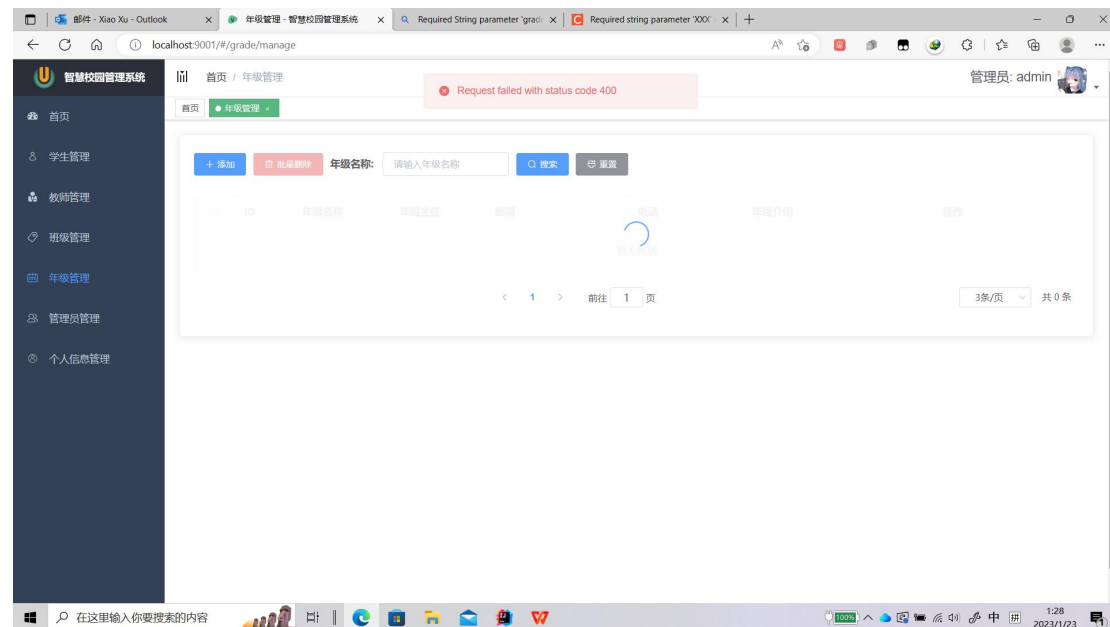 邮件 - Xiao Xu - Outlook
年级管理 - 智慧校园管理系统
Required String parameter 'grade
Required string parameter 'XXX'
localhost:9001/#/grade/manage
智慧校园管理系统
首页 / 年级管理
Request failed with status code 400
管理员: admin
首页
年级管理
首页
学生管理
教师管理
班级管理
年级管理
管理员管理
个人信息管理
添加
批量删除
年级名称:
请输入年级名称
搜索
重置
ID
年级名称
年级主任
邮箱
电话
年级介绍
操作
1
前往 1 页
3条/页
共 0 条
在这里输入你要搜索的内容
100%
中
拼
1:28
2023/1/23